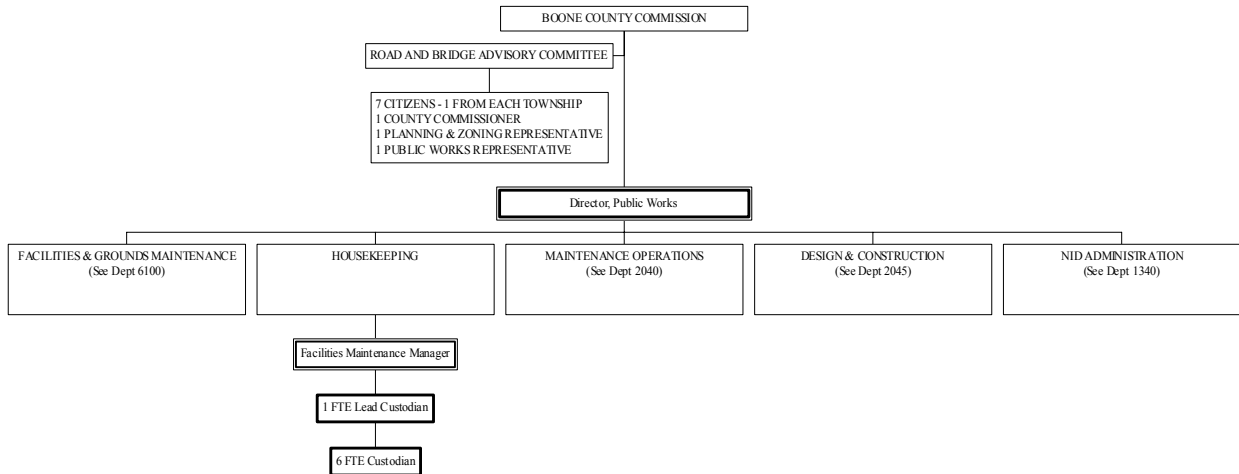 BOONE COUNTY COMMISSION
ROAD AND BRIDGE ADVISORY COMMITTEE
7 CITIZENS - 1 FROM EACH TOWNSHIP
1 COUNTY COMMISSIONER
1 PLANNING & ZONING REPRESENTATIVE
1 PUBLIC WORKS REPRESENTATIVE
Director, Public Works
FACILITIES & GROUNDS MAINTENANCE
(See Dept 6100)
HOUSEKEEPING
MAINTENANCE OPERATIONS
(See Dept 2040)
DESIGN & CONSTRUCTION
(See Dept 2045)
NID ADMINISTRATION
(See Dept 1340)
Facilities Maintenance Manager
1 FTE Lead Custodian
6 FTE Custodian